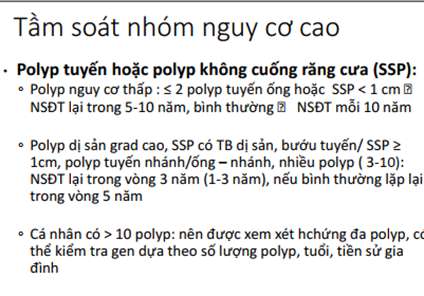 Tầm soát nhóm nguy cơ cao
• Polyp tuyến hoặc polyp không cuống răng cưa (SSP):
◦ Polyp nguy cơ thấp : ≤ 2 polyp tuyến ống hoặc SSP < 1 cm ⍰
NSĐT lại trong 5-10 năm, bình thường ⍰ NSĐT mỗi 10 năm
◦ Polyp dị sản grad cao, SSP có TB dị sản, bướu tuyến/ SSP ≥
1cm, polyp tuyến nhánh/ống – nhánh, nhiều polyp ( 3-10):
NSĐT lại trong vòng 3 năm (1-3 năm), nếu bình thường lặp lại
trong vòng 5 năm
◦ Cá nhân có > 10 polyp: nên được xem xét hchứng đa polyp, có
thể kiểm tra gen dựa theo số lượng polyp, tuổi, tiền sử gia
đình